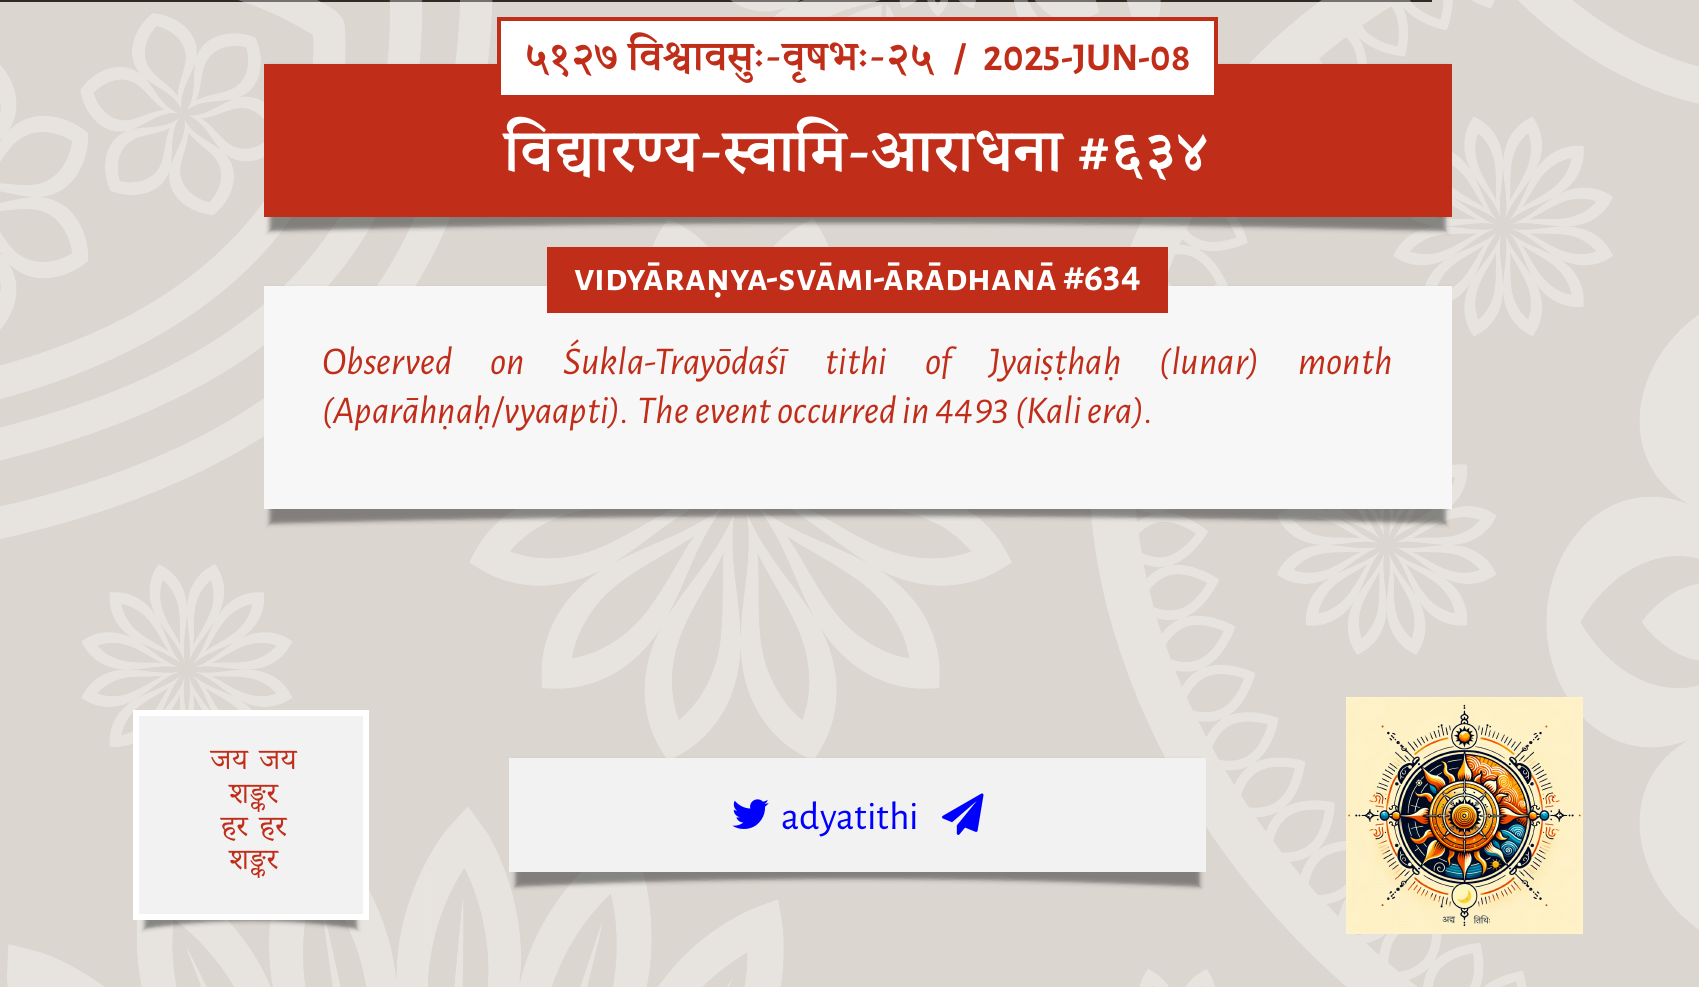 ५१२७ विश्वावसुः-वृषभः-२५ / 2025-JUN-08
विद्यारण्य-स्वामि-आराधना #६३४
VIDYĀRAṆYA-SVĀMI-ĀRĀDHANĀ #634
Observed on Śukla-Trayōdaśī tithi of Jyaiṣṭhaḥ (lunar) month
(Aparāhṇaḥ/vyaapti). The event occurred in 4493 (Kali era).
जय जय
शङ्कर
हर हर
शङ्कर
adyatithi
अद्य तिथिः